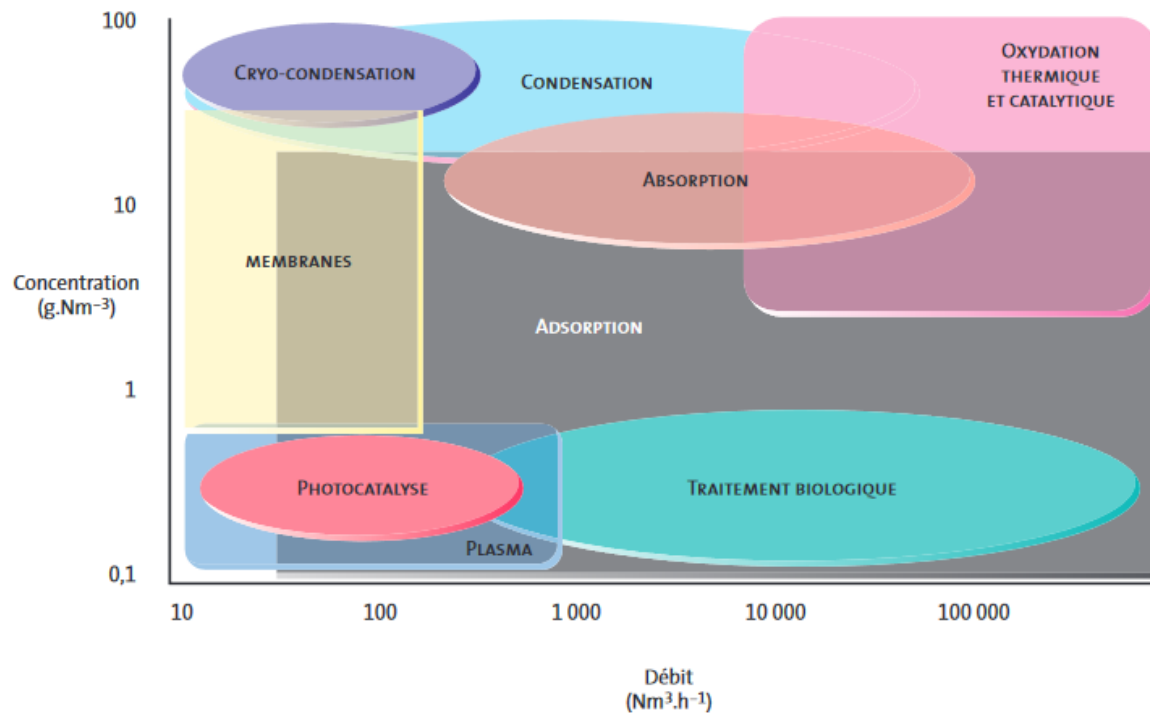 100
CRYO-CONDENSATION
CONDENSATION
OXYDATION
THERMIQUE
ET CATALYTIQUE
ABSORPTION
10
MEMBRANES
Concentration
(g.Nm⁻³)
ADSORPTION
1
PHOTOCATALYSE
TRAITEMENT BIOLOGIQUE
PLASMA
0,1
10 100 1 000 10 000 100 000
Débit
(Nm³.h⁻¹)